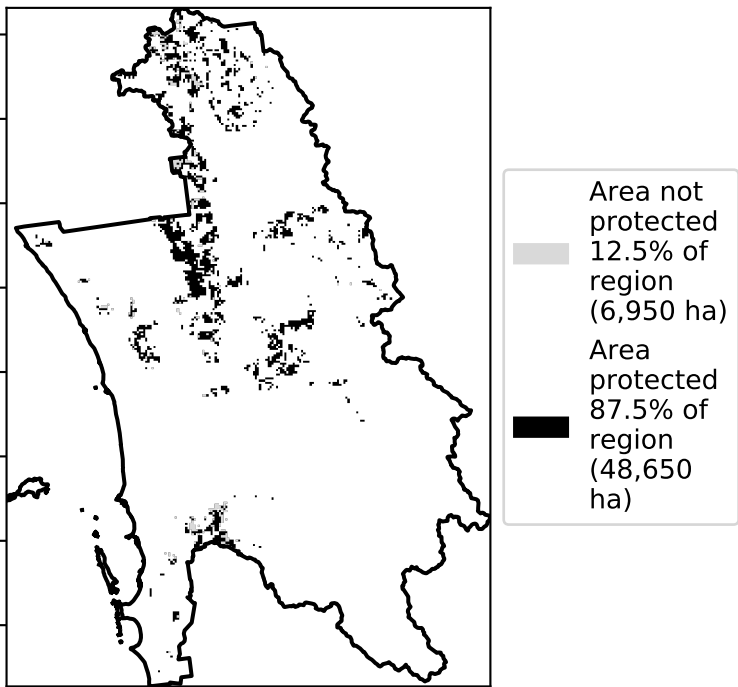 Area not
protected
12.5% of
region
(6,950 ha)
Area
protected
87.5% of
region
(48,650
ha)